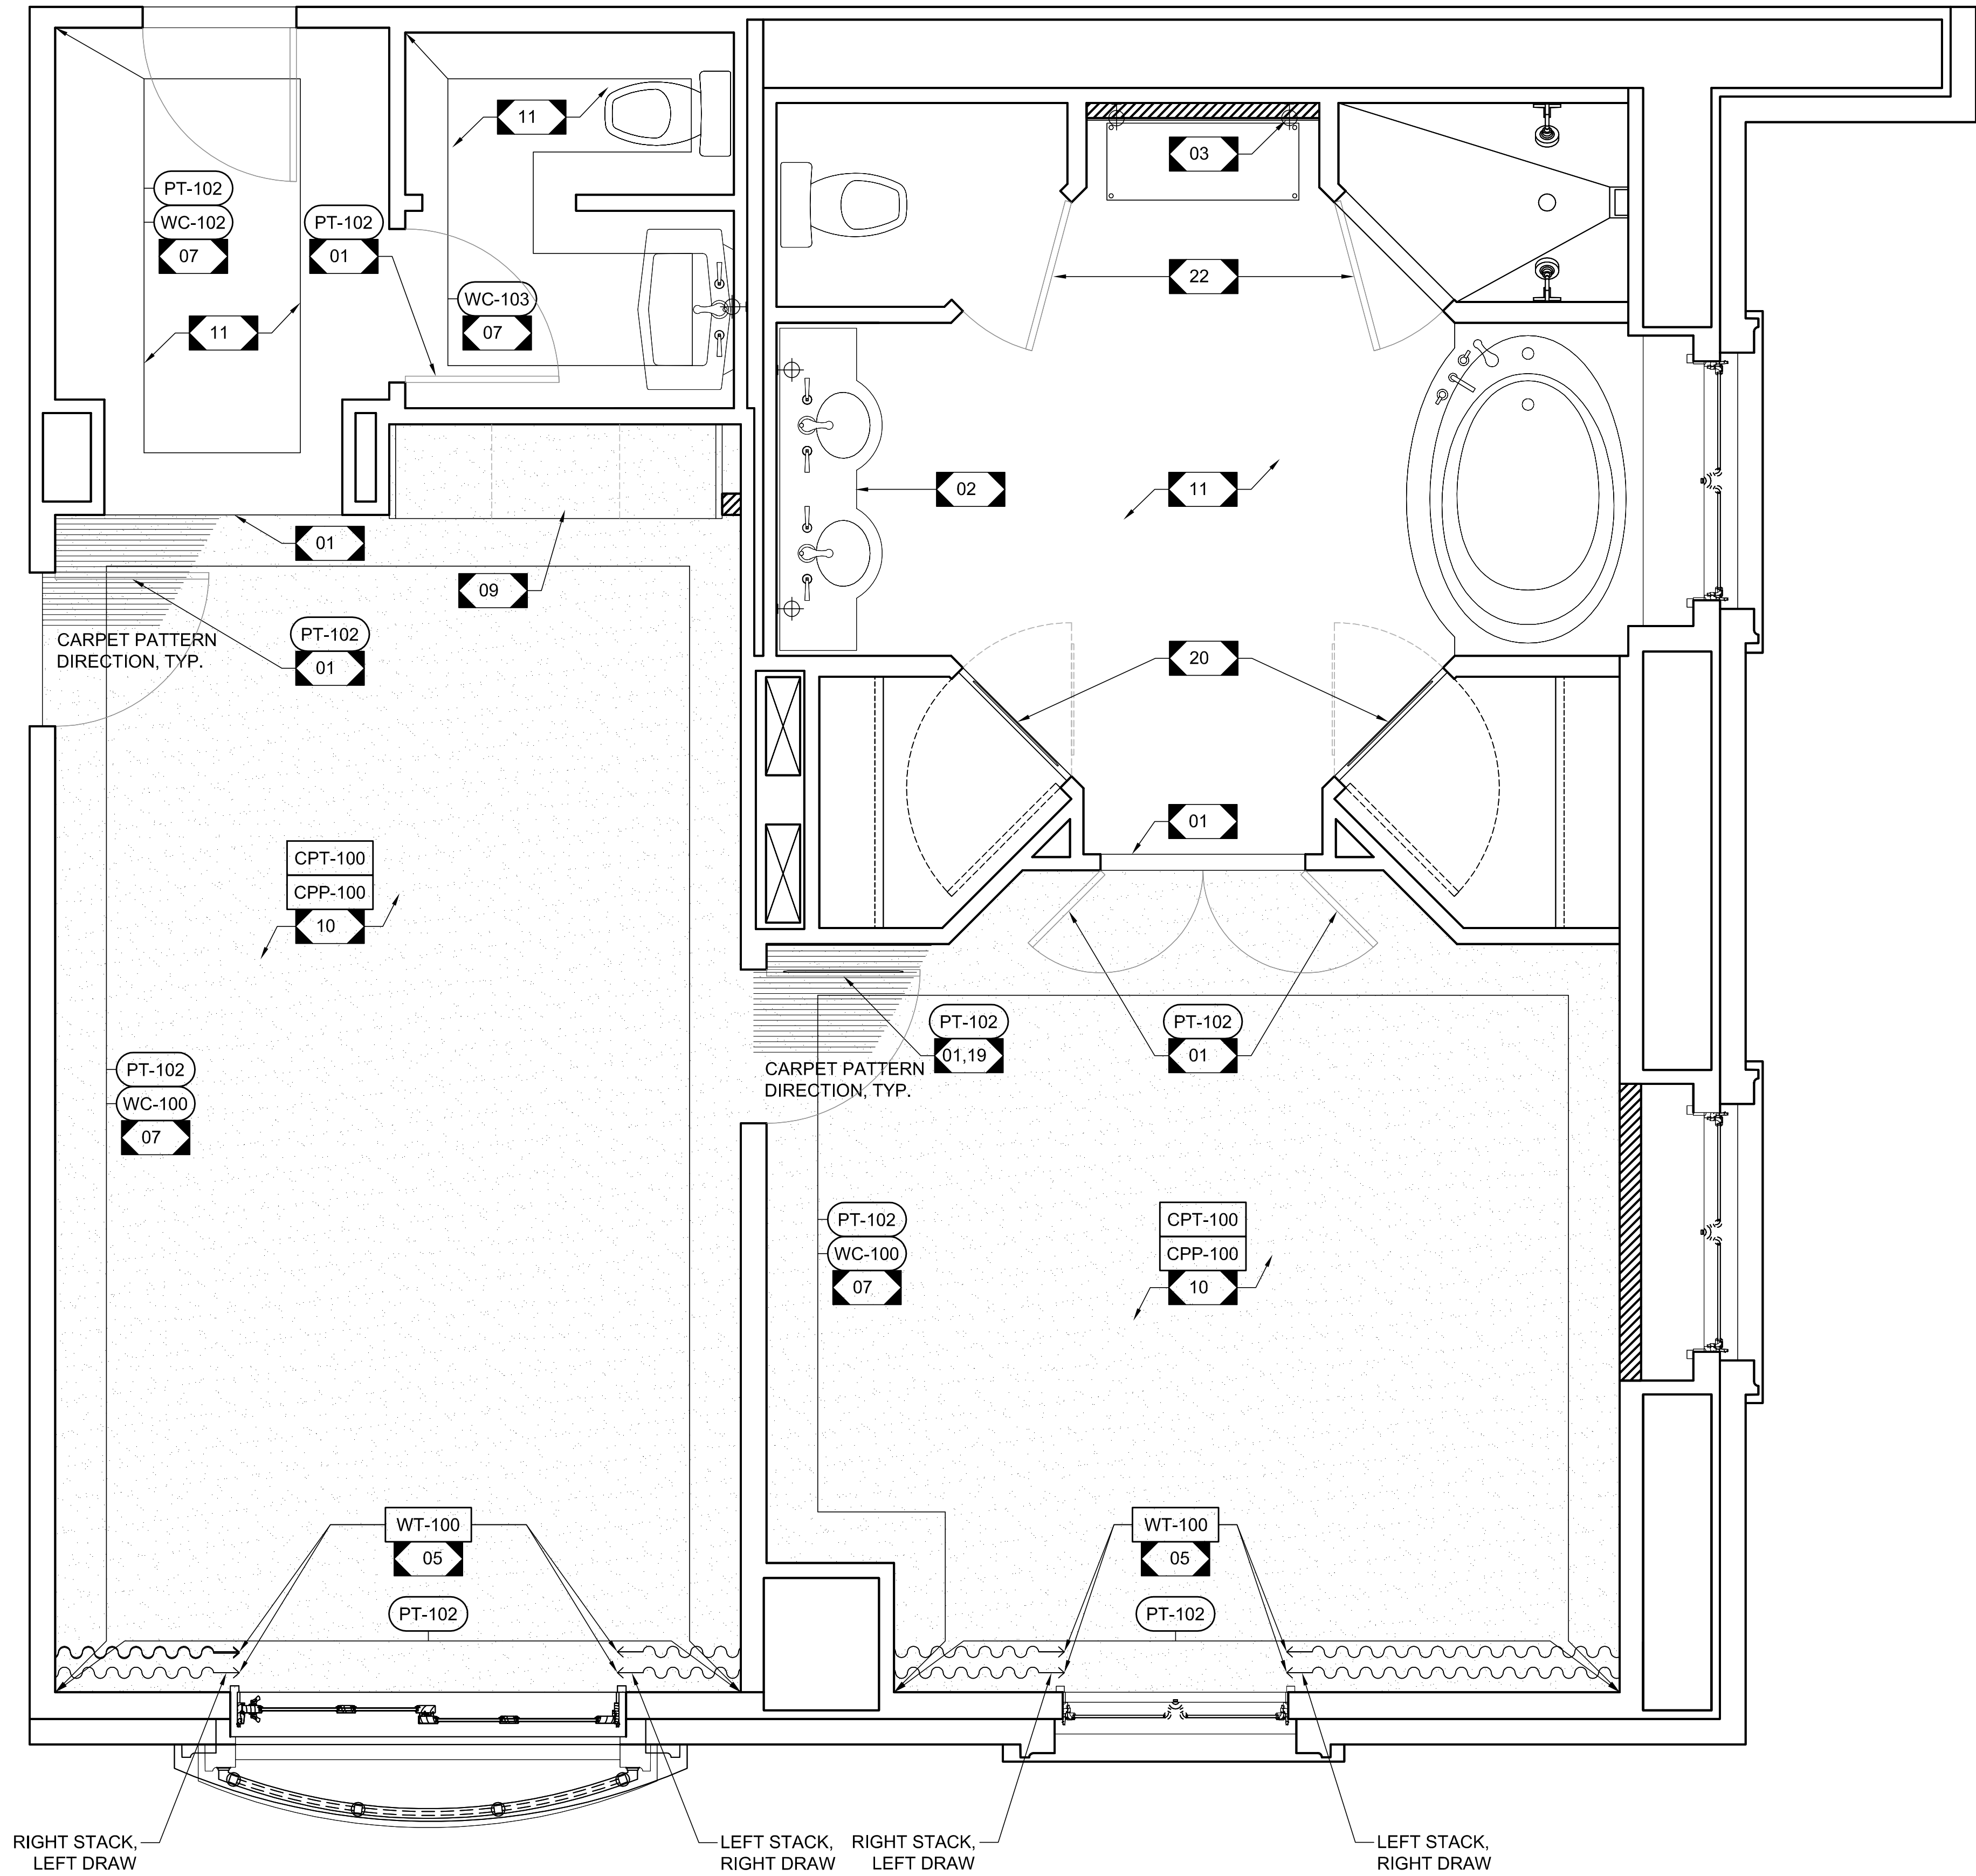 11
03
PT-102
WC-102
07
PT-102
01
22
WC-103
07
11
02
11
01
09
CARPET PATTERN
DIRECTION, TYP.
PT-102
01
20
01
CPT-100
CPP-100
10
PT-102
01,19
PT-102
01
CARPET PATTERN
DIRECTION, TYP.
PT-102
WC-100
07
PT-102
WC-100
07
CPT-100
CPP-100
10
WT-100
05
PT-102
WT-100
05
PT-102
RIGHT STACK,
LEFT DRAW
LEFT STACK,
RIGHT DRAW
RIGHT STACK,
LEFT DRAW
LEFT STACK,
RIGHT DRAW